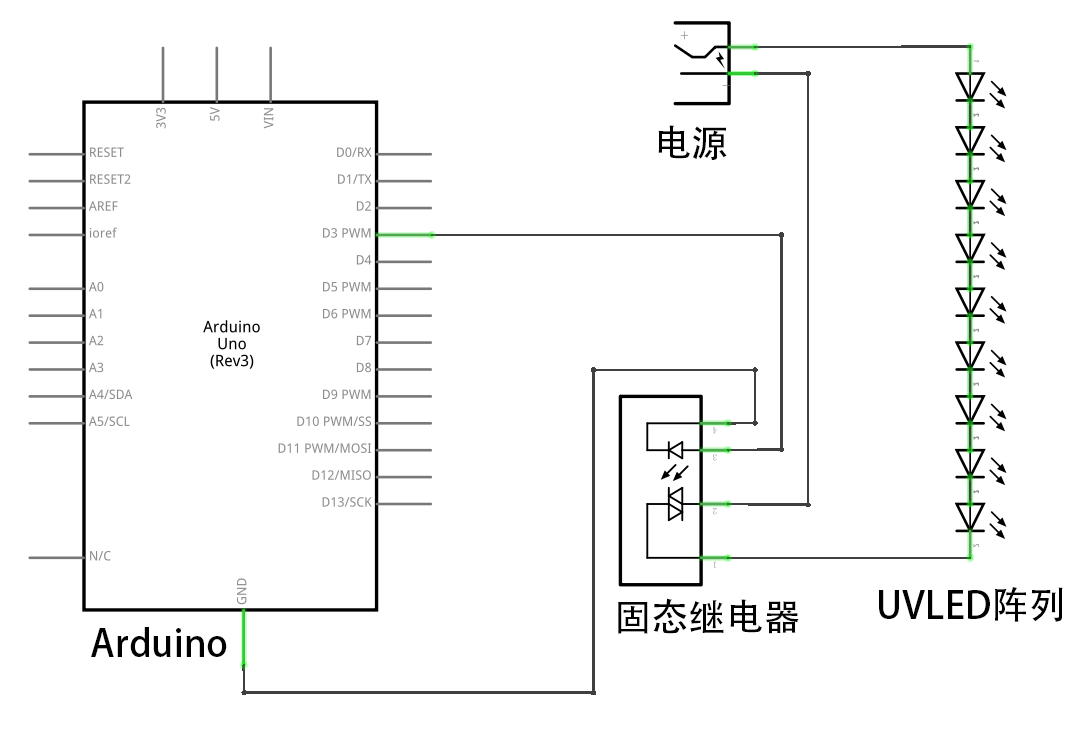 +
-
电源
3V3
5V
VIN
RESET
RESET2
AREF
ioref
A0
A1
A2
A3
A4/SDA
A5/SCL
N/C
D0/RX
D1/TX
D2
D3 PWM
D4
D5 PWM
D6 PWM
D7
D8
D9 PWM
D10 PWM/SS
D11 PWM/MOSI
D12/MISO
D13/SCK
Arduino
Uno
(Rev3)
GND
Arduino
固态继电器
UVLED阵列